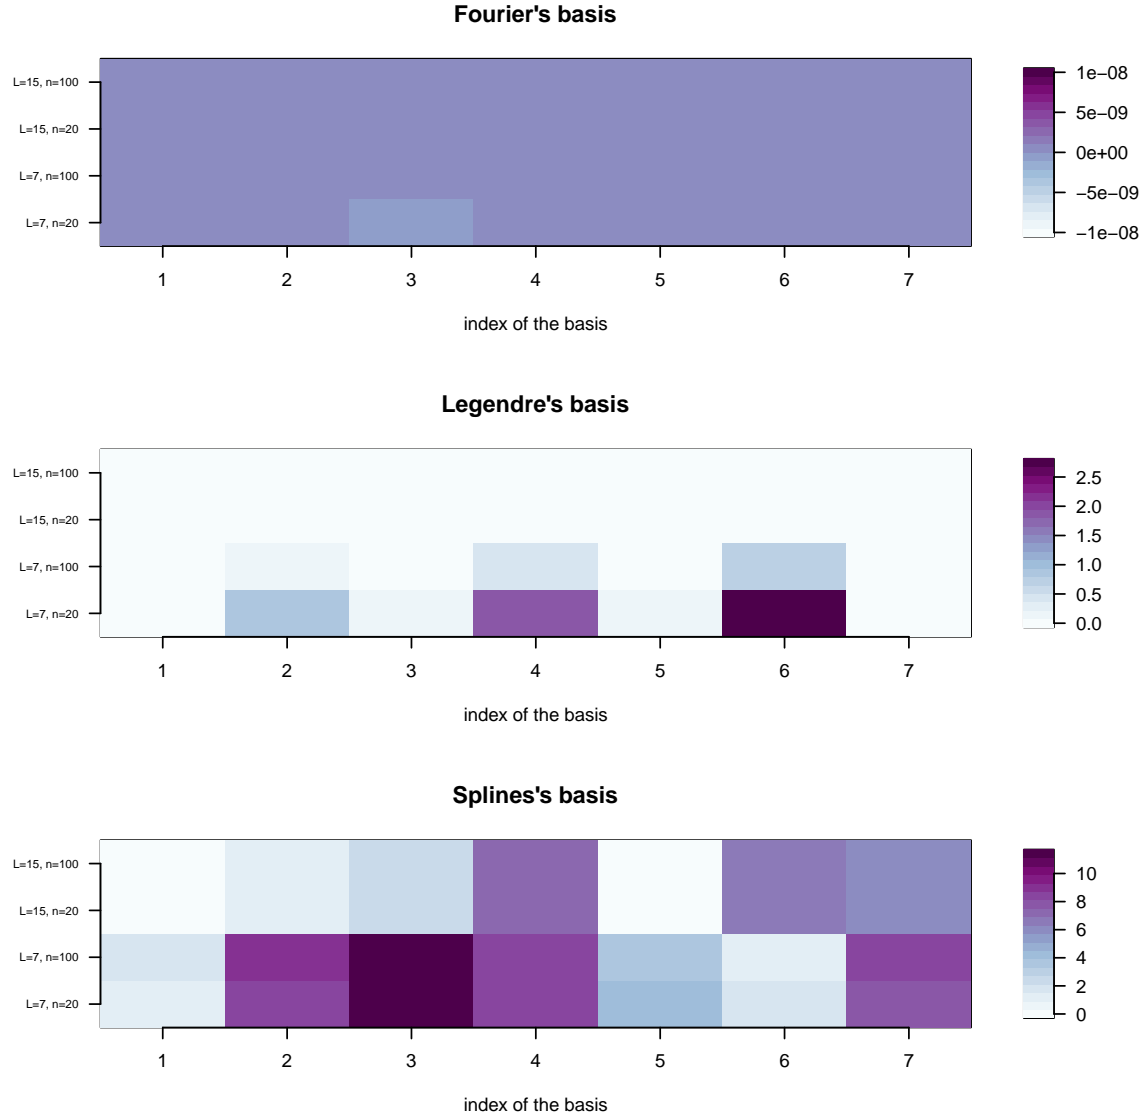 Fourier's basis
L=15, n=100
L=15, n=20
L=7, n=100
L=7, n=20
1 2 3 4 5 6 7
index of the basis
1e−08
5e−09
0e+00
−5e−09
−1e−08
Legendre's basis
L=15, n=100
L=15, n=20
L=7, n=100
L=7, n=20
1 2 3 4 5 6 7
index of the basis
2.5
2.0
1.5
1.0
0.5
0.0
Splines's basis
L=15, n=100
L=15, n=20
L=7, n=100
L=7, n=20
1 2 3 4 5 6 7
index of the basis
10
8
6
4
2
0